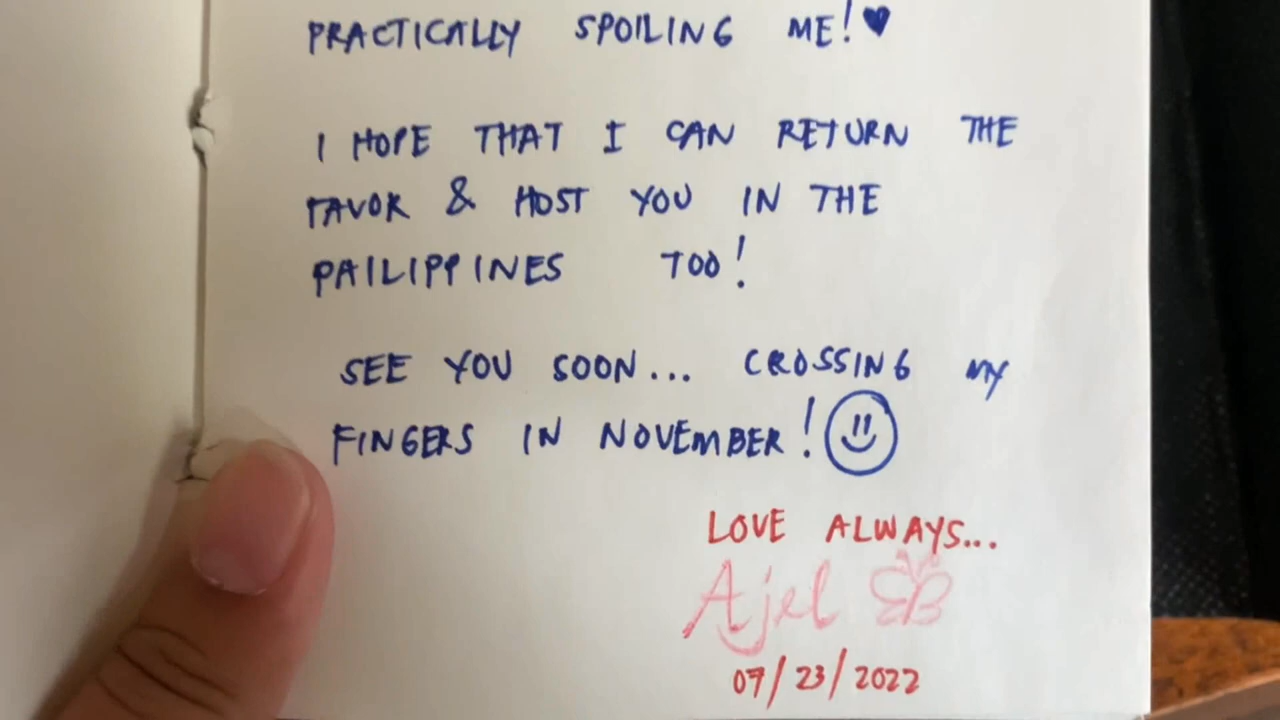 PRACTICALLY SPOILING ME!♥
I HOPE THAT I CAN RETURN THE
FAVOR & HOST YOU IN THE
PHILIPPINES TOO!
SEE YOU SOON... CROSSING MY
FINGERS IN NOVEMBER!
LOVE ALWAYS...
Ajel
07/23/2022